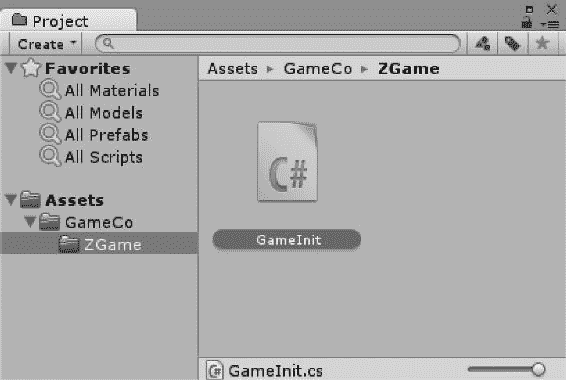 Project
Create
Favorites
All Materials
All Models
All Prefabs
All Scripts
Assets
GameCo
ZGame
Assets ▸ GameCo ▸ ZGame
C#
GameInit
C# GameInit.cs